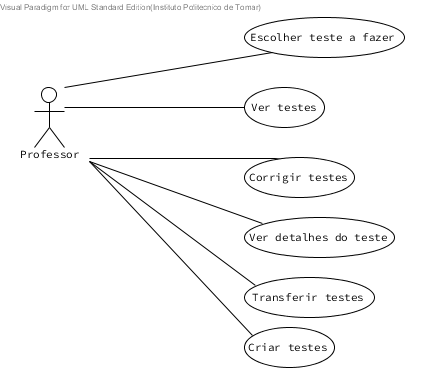 Visual Paradigm for UML Standard Edition(Instituto Politecnico de Tomar)
Escolher teste a fazer
Ver testes
Professor
Corrigir testes
Ver detalhes do teste
Transferir testes
Criar testes